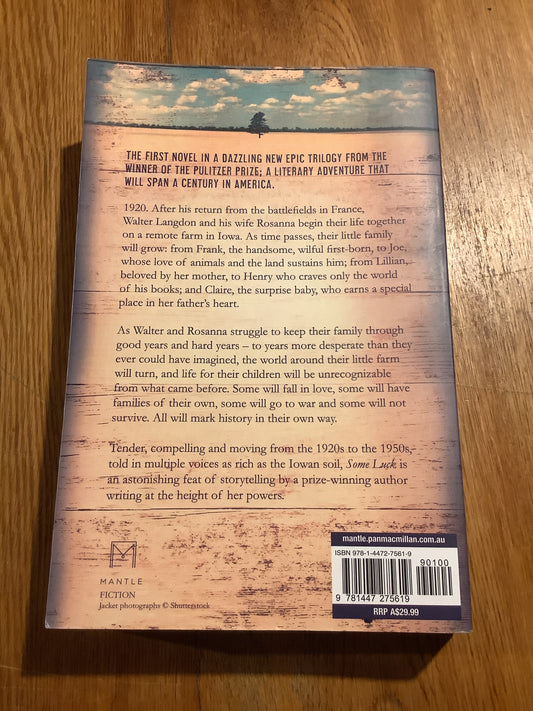 THE FIRST NOVEL IN A DAZZLING NEW EPIC TRILOGY FROM THE
WINNER OF THE PULITZER PRIZE; A LITERARY ADVENTURE THAT
WILL SPAN A CENTURY IN AMERICA.
1920. After his return from the battlefields in France,
Walter Langdon and his wife Rosanna begin their life together
on a remote farm in Iowa. As time passes, their little family
will grow: from Frank, the handsome, wilful first-born, to Joe,
whose love of animals and the land sustains him; from Lillian,
beloved by her mother, to Henry who craves only the world
of his books; and Claire, the surprise baby, who earns a special
place in her father's heart.
As Walter and Rosanna struggle to keep their family through
good years and hard years – to years more desperate than they
ever could have imagined, the world around their little farm
will turn, and life for their children will be unrecognizable
from what came before. Some will fall in love, some will have
families of their own, some will go to war and some will not
survive. All will mark history in their own way.
Tender, compelling and moving from the 1920s to the 1950s,
told in multiple voices as rich as the Iowan soil, Some Luck is
an astonishing feat of storytelling by a prize-winning author
writing at the height of her powers.
M
MANTLE
FICTION
Jacket photographs © Shutterstock
mantle.panmacmillan.com.au
ISBN 978-1-4472-7561-9
90100
9 781447 275619
RRP A$29.99